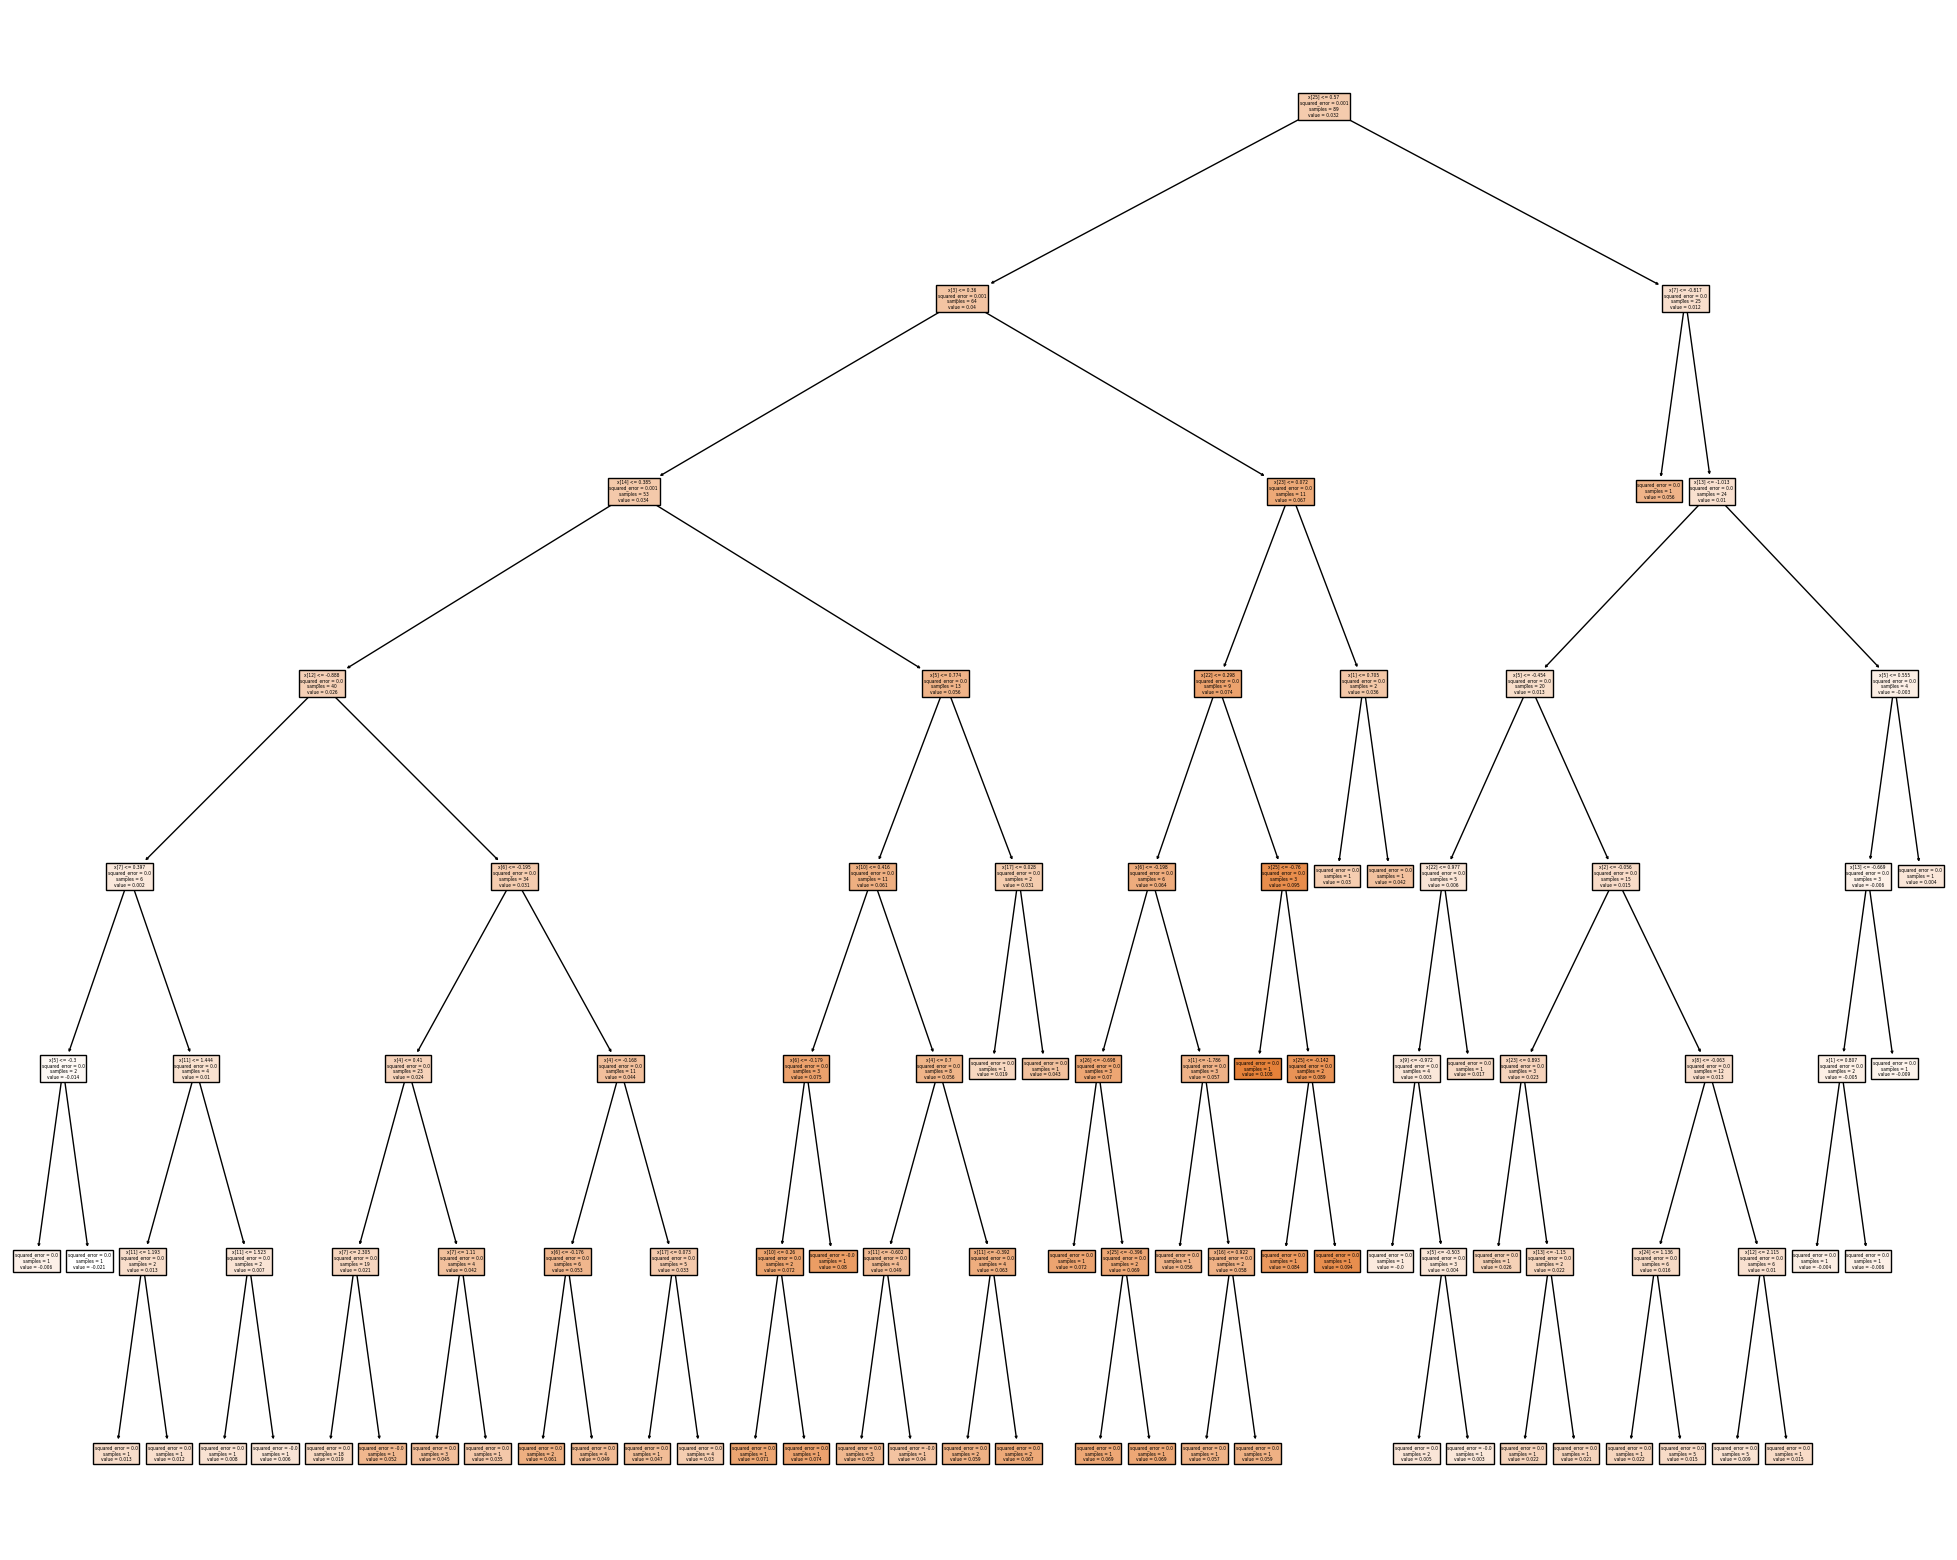 x[25] <= 0.57
squared_error = 0.001
samples = 89
value = 0.032
x[3] <= 0.36
squared_error = 0.001
samples = 64
value = 0.04
x[7] <= -0.817
squared_error = 0.0
samples = 25
value = 0.012
x[14] <= 0.385
squared_error = 0.001
samples = 53
value = 0.034
x[23] <= 0.872
squared_error = 0.0
samples = 11
value = 0.067
squared_error = 0.0
samples = 1
value = 0.058
x[13] <= -1.013
squared_error = 0.0
samples = 24
value = 0.01
x[12] <= -0.886
squared_error = 0.0
samples = 40
value = 0.026
x[5] <= 0.774
squared_error = 0.0
samples = 13
value = 0.056
x[22] <= 0.298
squared_error = 0.0
samples = 9
value = 0.074
x[1] <= 0.705
squared_error = 0.0
samples = 2
value = 0.036
x[5] <= -0.454
squared_error = 0.0
samples = 20
value = 0.013
x[5] <= 0.555
squared_error = 0.0
samples = 4
value = -0.003
x[7] <= 0.397
squared_error = 0.0
samples = 6
value = 0.002
x[6] <= -0.195
squared_error = 0.0
samples = 34
value = 0.031
x[10] <= 0.416
squared_error = 0.0
samples = 11
value = 0.061
x[17] <= 0.028
squared_error = 0.0
samples = 2
value = 0.031
x[6] <= -0.198
squared_error = 0.0
samples = 6
value = 0.064
x[25] <= -0.76
squared_error = 0.0
samples = 3
value = 0.095
squared_error = 0.0
samples = 1
value = 0.03
squared_error = 0.0
samples = 1
value = 0.042
x[22] <= 0.977
squared_error = 0.0
samples = 5
value = 0.006
x[2] <= -0.056
squared_error = 0.0
samples = 15
value = 0.015
x[13] <= -0.669
squared_error = 0.0
samples = 3
value = -0.006
squared_error = 0.0
samples = 1
value = 0.004
x[5] <= -0.3
squared_error = 0.0
samples = 2
value = -0.014
x[11] <= 1.444
squared_error = 0.0
samples = 4
value = 0.01
x[4] <= 0.41
squared_error = 0.0
samples = 23
value = 0.024
x[4] <= -0.168
squared_error = 0.0
samples = 11
value = 0.044
x[6] <= -0.179
squared_error = 0.0
samples = 3
value = 0.075
x[4] <= 0.7
squared_error = 0.0
samples = 8
value = 0.056
squared_error = 0.0
samples = 1
value = 0.019
squared_error = 0.0
samples = 1
value = 0.043
x[26] <= -0.698
squared_error = 0.0
samples = 3
value = 0.07
x[1] <= -1.786
squared_error = 0.0
samples = 3
value = 0.057
squared_error = 0.0
samples = 1
value = 0.108
x[25] <= -0.142
squared_error = 0.0
samples = 2
value = 0.089
x[9] <= -0.972
squared_error = 0.0
samples = 4
value = 0.003
squared_error = 0.0
samples = 1
value = 0.017
x[23] <= 0.893
squared_error = 0.0
samples = 3
value = 0.023
x[8] <= -0.063
squared_error = 0.0
samples = 12
value = 0.013
x[1] <= 0.807
squared_error = 0.0
samples = 2
value = -0.005
squared_error = 0.0
samples = 1
value = -0.009
squared_error = 0.0
samples = 1
value = -0.006
squared_error = 0.0
samples = 1
value = -0.021
x[11] <= 1.193
squared_error = 0.0
samples = 2
value = 0.013
x[11] <= 1.523
squared_error = 0.0
samples = 2
value = 0.007
x[7] <= 2.305
squared_error = 0.0
samples = 19
value = 0.021
x[7] <= 1.11
squared_error = 0.0
samples = 4
value = 0.042
x[6] <= -0.176
squared_error = 0.0
samples = 6
value = 0.053
x[17] <= 0.073
squared_error = 0.0
samples = 5
value = 0.033
x[10] <= 0.26
squared_error = 0.0
samples = 2
value = 0.072
squared_error = -0.0
samples = 1
value = 0.08
x[11] <= -0.602
squared_error = 0.0
samples = 4
value = 0.049
x[11] <= -0.392
squared_error = 0.0
samples = 4
value = 0.063
squared_error = 0.0
samples = 1
value = 0.072
x[25] <= -0.396
squared_error = 0.0
samples = 2
value = 0.069
squared_error = 0.0
samples = 1
value = 0.056
x[16] <= 0.922
squared_error = 0.0
samples = 2
value = 0.058
squared_error = 0.0
samples = 1
value = 0.084
squared_error = 0.0
samples = 1
value = 0.094
squared_error = 0.0
samples = 1
value = -0.0
x[5] <= -0.503
squared_error = 0.0
samples = 3
value = 0.004
squared_error = 0.0
samples = 1
value = 0.026
x[13] <= -1.15
squared_error = 0.0
samples = 2
value = 0.022
x[24] <= 1.136
squared_error = 0.0
samples = 6
value = 0.016
x[12] <= 2.115
squared_error = 0.0
samples = 6
value = 0.01
squared_error = 0.0
samples = 1
value = -0.004
squared_error = 0.0
samples = 1
value = -0.006
squared_error = 0.0
samples = 1
value = 0.013
squared_error = 0.0
samples = 1
value = 0.012
squared_error = 0.0
samples = 1
value = 0.008
squared_error = -0.0
samples = 1
value = 0.006
squared_error = 0.0
samples = 18
value = 0.019
squared_error = -0.0
samples = 1
value = 0.052
squared_error = 0.0
samples = 3
value = 0.045
squared_error = 0.0
samples = 1
value = 0.035
squared_error = 0.0
samples = 2
value = 0.061
squared_error = 0.0
samples = 4
value = 0.049
squared_error = 0.0
samples = 1
value = 0.047
squared_error = 0.0
samples = 4
value = 0.03
squared_error = 0.0
samples = 1
value = 0.071
squared_error = 0.0
samples = 1
value = 0.074
squared_error = 0.0
samples = 3
value = 0.052
squared_error = -0.0
samples = 1
value = 0.04
squared_error = 0.0
samples = 2
value = 0.059
squared_error = 0.0
samples = 2
value = 0.067
squared_error = 0.0
samples = 1
value = 0.069
squared_error = 0.0
samples = 1
value = 0.069
squared_error = 0.0
samples = 1
value = 0.057
squared_error = 0.0
samples = 1
value = 0.059
squared_error = 0.0
samples = 2
value = 0.005
squared_error = -0.0
samples = 1
value = 0.003
squared_error = 0.0
samples = 1
value = 0.022
squared_error = 0.0
samples = 1
value = 0.021
squared_error = 0.0
samples = 1
value = 0.022
squared_error = 0.0
samples = 5
value = 0.015
squared_error = 0.0
samples = 5
value = 0.009
squared_error = 0.0
samples = 1
value = 0.015